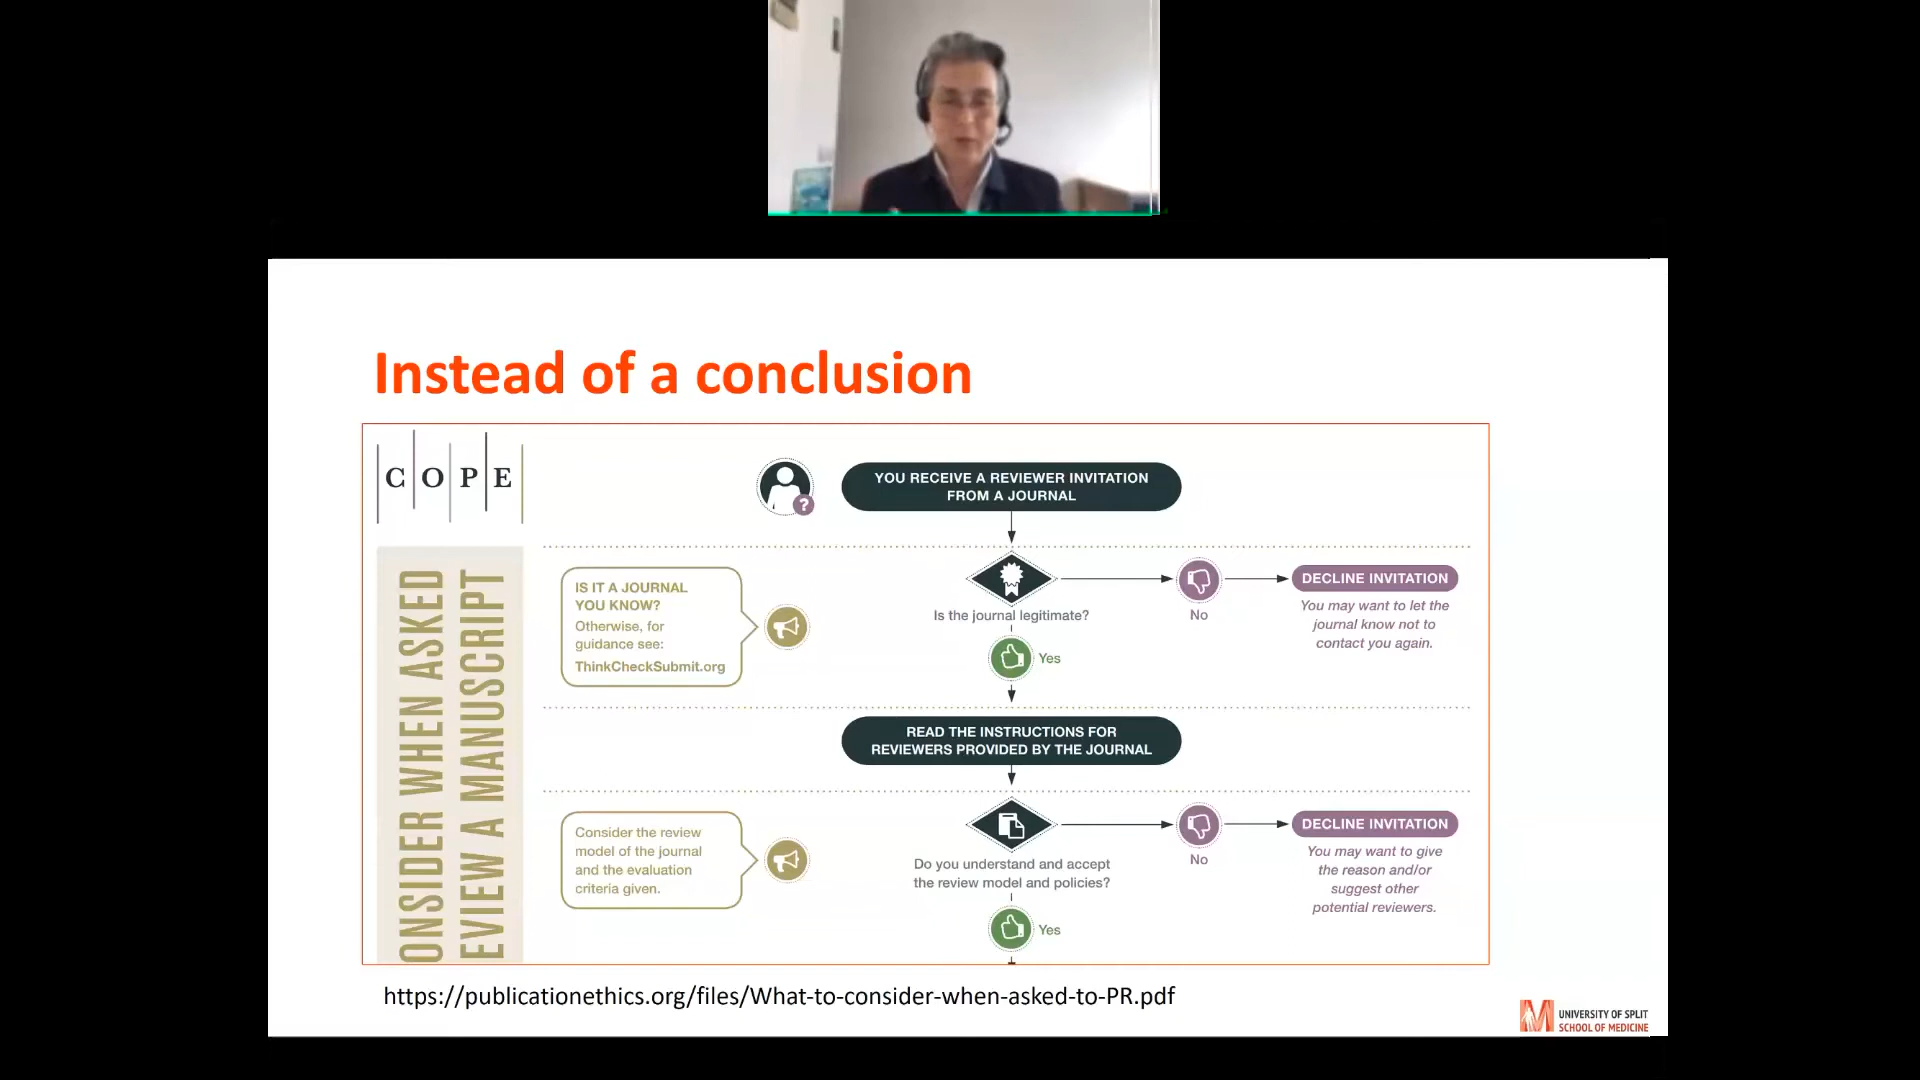 Instead of a conclusion
C O P E
ONSIDER WHEN ASKED
EVIEW A MANUSCRIPT
?
YOU RECEIVE A REVIEWER INVITATION
FROM A JOURNAL
IS IT A JOURNAL
YOU KNOW?
Otherwise, for
guidance see:
ThinkCheckSubmit.org
Is the journal legitimate?
No
DECLINE INVITATION
You may want to let the
journal know not to
contact you again.
Yes
READ THE INSTRUCTIONS FOR
REVIEWERS PROVIDED BY THE JOURNAL
Consider the review
model of the journal
and the evaluation
criteria given.
Do you understand and accept
the review model and policies?
No
DECLINE INVITATION
You may want to give
the reason and/or
suggest other
potential reviewers.
Yes
https://publicationethics.org/files/What-to-consider-when-asked-to-PR.pdf
UNIVERSITY OF SPLIT
SCHOOL OF MEDICINE